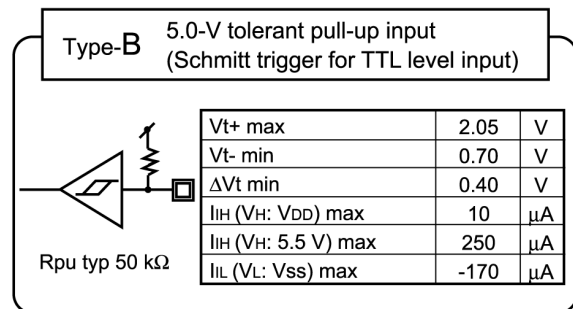 Type-B
5.0-V tolerant pull-up input
(Schmitt trigger for TTL level input)
Vt+ max 2.05 V
Vt- min 0.70 V
ΔVt min 0.40 V
IIH (VH: VDD) max 10 μA
IIH (VH: 5.5 V) max 250 μA
IIL (VL: VSS) max -170 μA
Rpu typ 50 kΩ